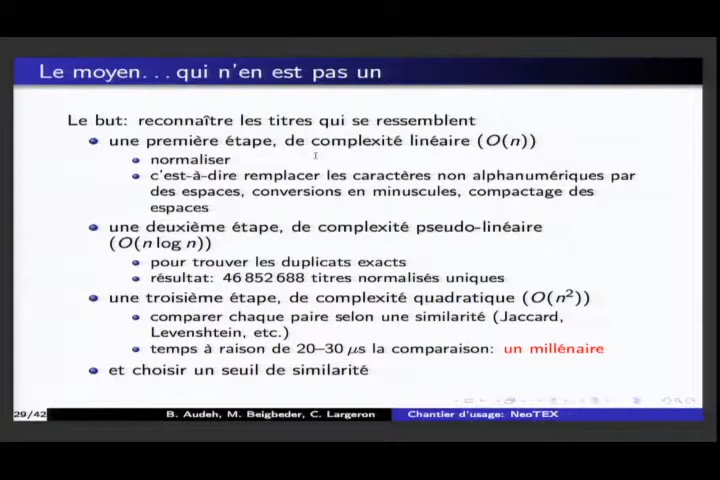 Le moyen... qui n'en est pas un
Le but: reconnaître les titres qui se ressemblent
une première étape, de complexité linéaire (O(n))
normaliser
c'est-à-dire remplacer les caractères non alphanumériques par
des espaces, conversions en minuscules, compactage des
espaces
une deuxième étape, de complexité pseudo-linéaire
(O(n log n))
pour trouver les duplicats exacts
résultat: 46 852 688 titres normalisés uniques
une troisième étape, de complexité quadratique (O(n²))
comparer chaque paire selon une similarité (Jaccard,
Levenshtein, etc.)
temps à raison de 20–30 µs la comparaison: un millénaire
et choisir un seuil de similarité
29/42
B. Audeh, M. Beigbeder, C. Largeron
Chantier d'usage: NeoTEX